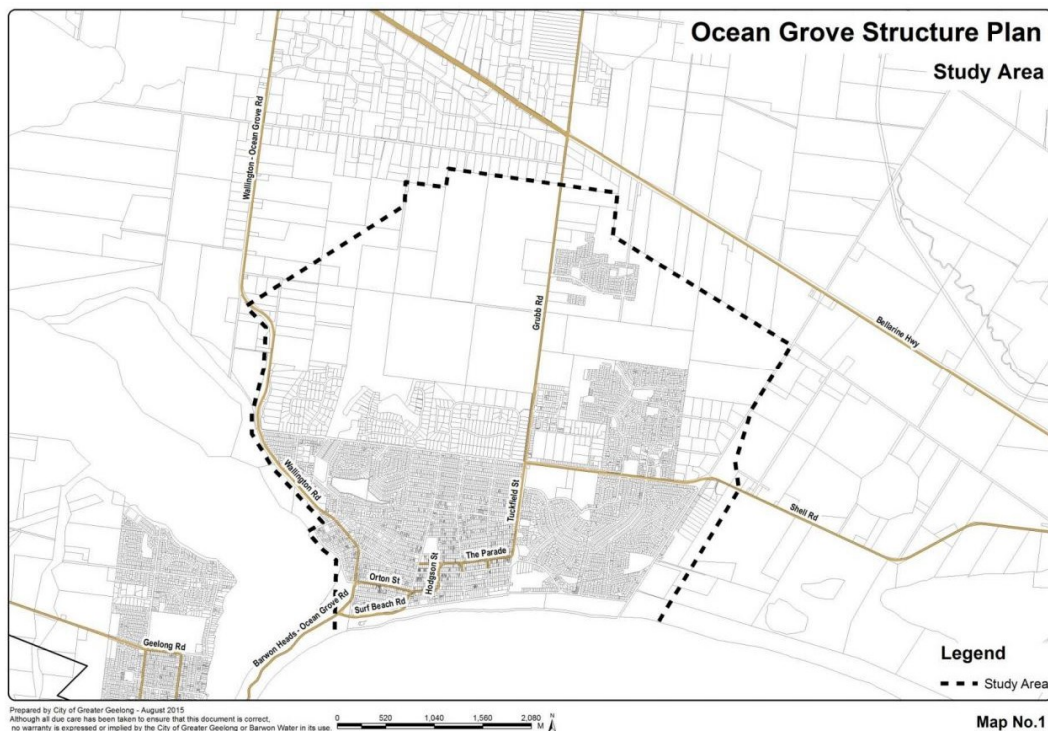 Ocean Grove Structure Plan
Study Area
Wallington - Ocean Grove Rd
Grubb Rd
Bellarine Hwy
Wallington Rd
Tuckfield St
Shell Rd
The Parade
Hodgson St
Orton St
Surf Beach Rd
Barwon Heads - Ocean Grove Rd
Geelong Rd
Legend
Study Area
Prepared by City of Greater Geelong - August 2015
Although all due care has been taken to ensure that this document is correct,
no warranty is expressed or implied by the City of Greater Geelong or Barwon Water in its use.
0 520 1,040 1,560 2,080
M
N
Map No.1